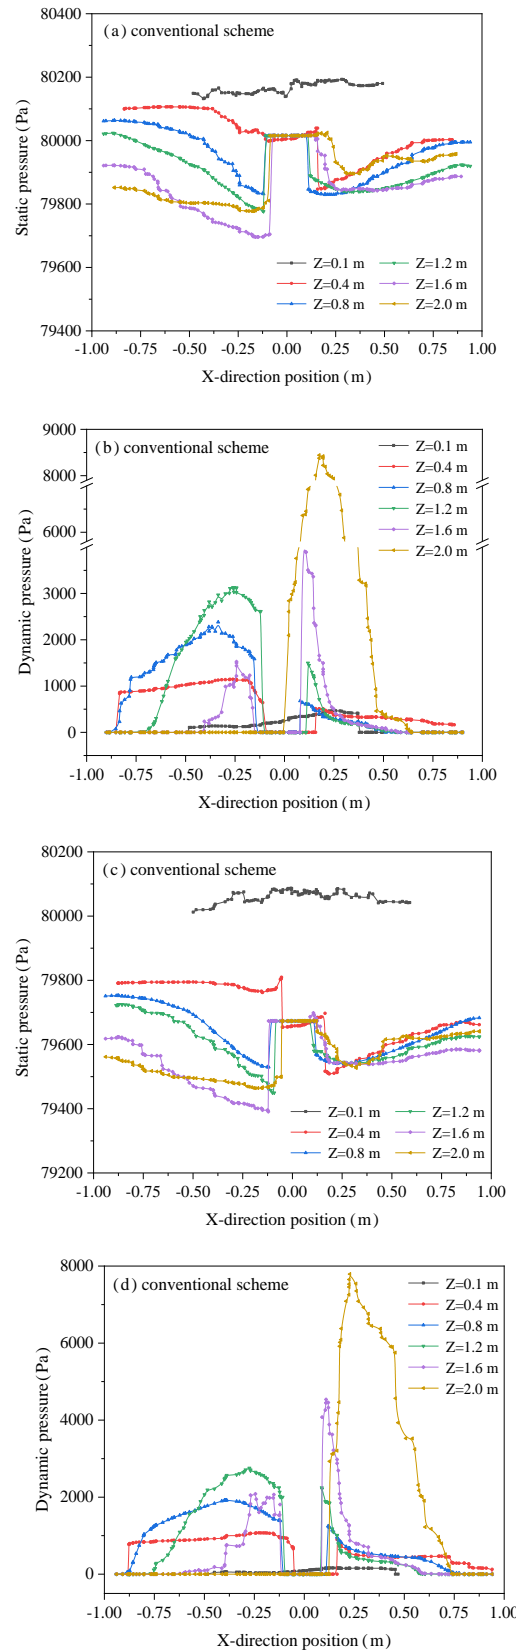 (a) conventional scheme
80400
80200
80000
79800
79600
79400
Static pressure (Pa)
Z=0.1 m Z=1.2 m
Z=0.4 m Z=1.6 m
Z=0.8 m Z=2.0 m
-1.00 -0.75 -0.50 -0.25 0.00 0.25 0.50 0.75 1.00
X-direction position (m)
(b) conventional scheme
9000
8000
6000
5000
3000
2000
1000
0
Dynamic pressure (Pa)
Z=0.1 m
Z=0.4 m
Z=0.8 m
Z=1.2 m
Z=1.6 m
Z=2.0 m
-1.00 -0.75 -0.50 -0.25 0.00 0.25 0.50 0.75 1.00
X-direction position (m)
(c) conventional scheme
80200
80000
79800
79600
79400
79200
Static pressure (Pa)
Z=0.1 m Z=1.2 m
Z=0.4 m Z=1.6 m
Z=0.8 m Z=2.0 m
-1.00 -0.75 -0.50 -0.25 0.00 0.25 0.50 0.75 1.00
X-direction position (m)
(d) conventional scheme
8000
6000
4000
2000
0
Dynamic pressure (Pa)
Z=0.1 m
Z=0.4 m
Z=0.8 m
Z=1.2 m
Z=1.6 m
Z=2.0 m
-1.00 -0.75 -0.50 -0.25 0.00 0.25 0.50 0.75 1.00
X-direction position (m)